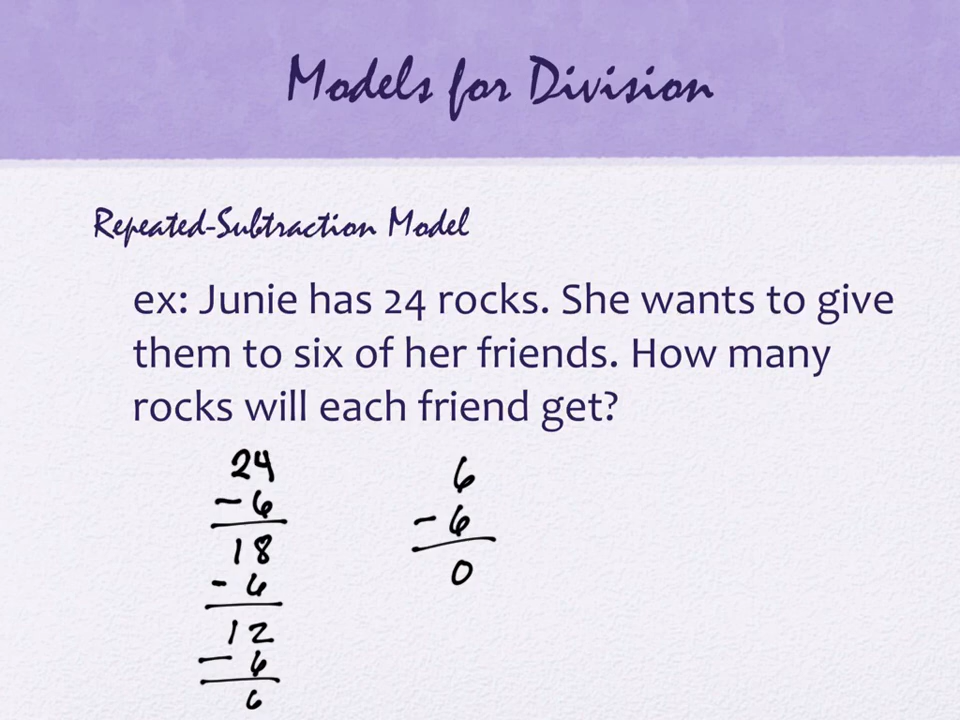 Models for Division
Repeated-Subtraction Model
ex: Junie has 24 rocks. She wants to give
them to six of her friends. How many
rocks will each friend get?
24
- 6
18
- 6
12
- 6
6
6
- 6
0